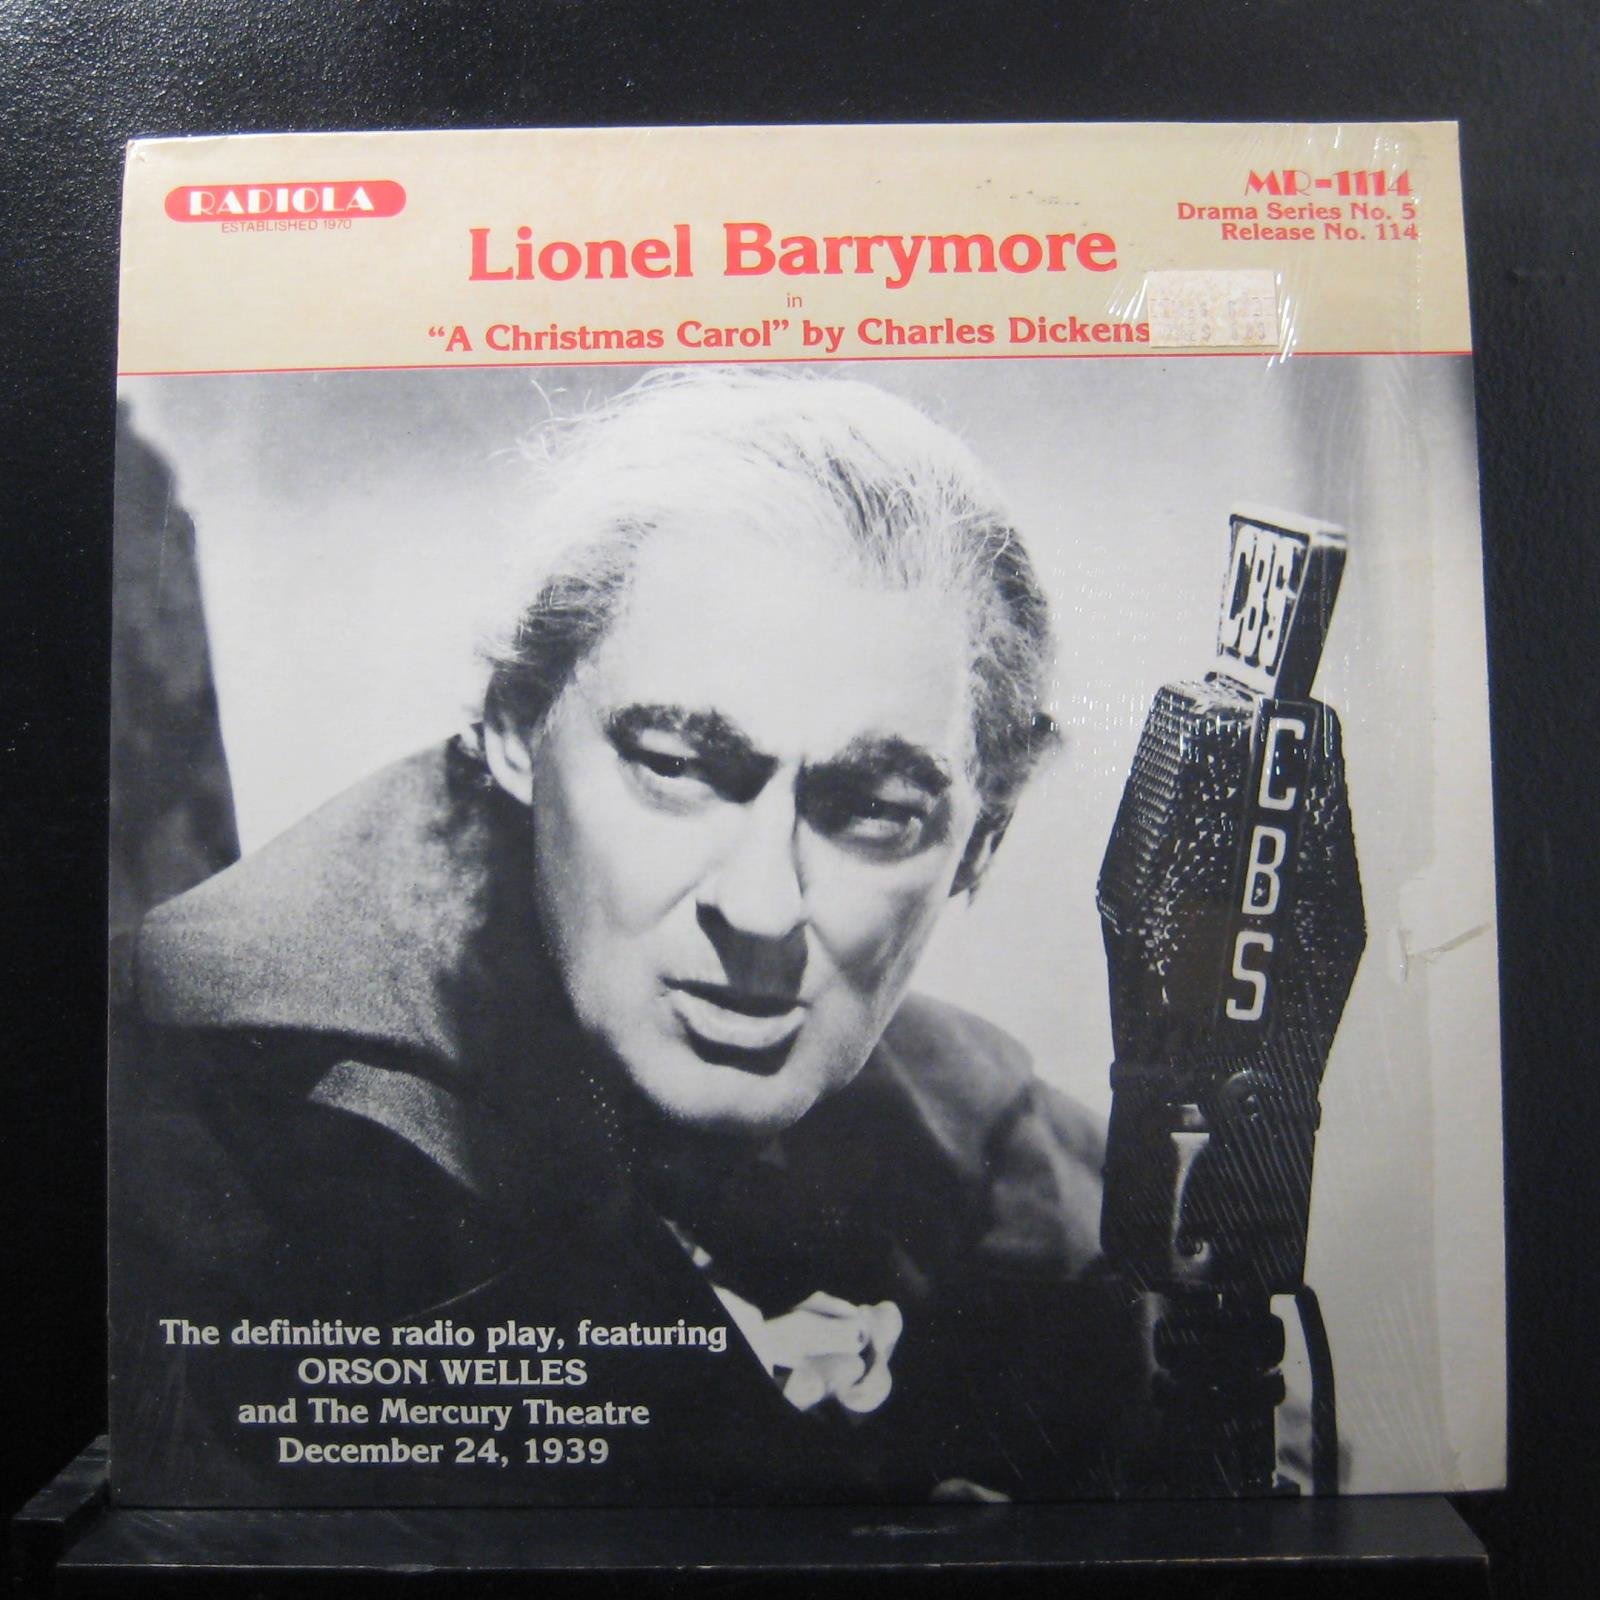 RADIOLA
ESTABLISHED 1970
MR-1114
Drama Series No. 5
Release No. 114
Lionel Barrymore
in
“A Christmas Carol” by Charles Dickens
CBS
CBS
The definitive radio play, featuring
ORSON WELLES
and The Mercury Theatre
December 24, 1939